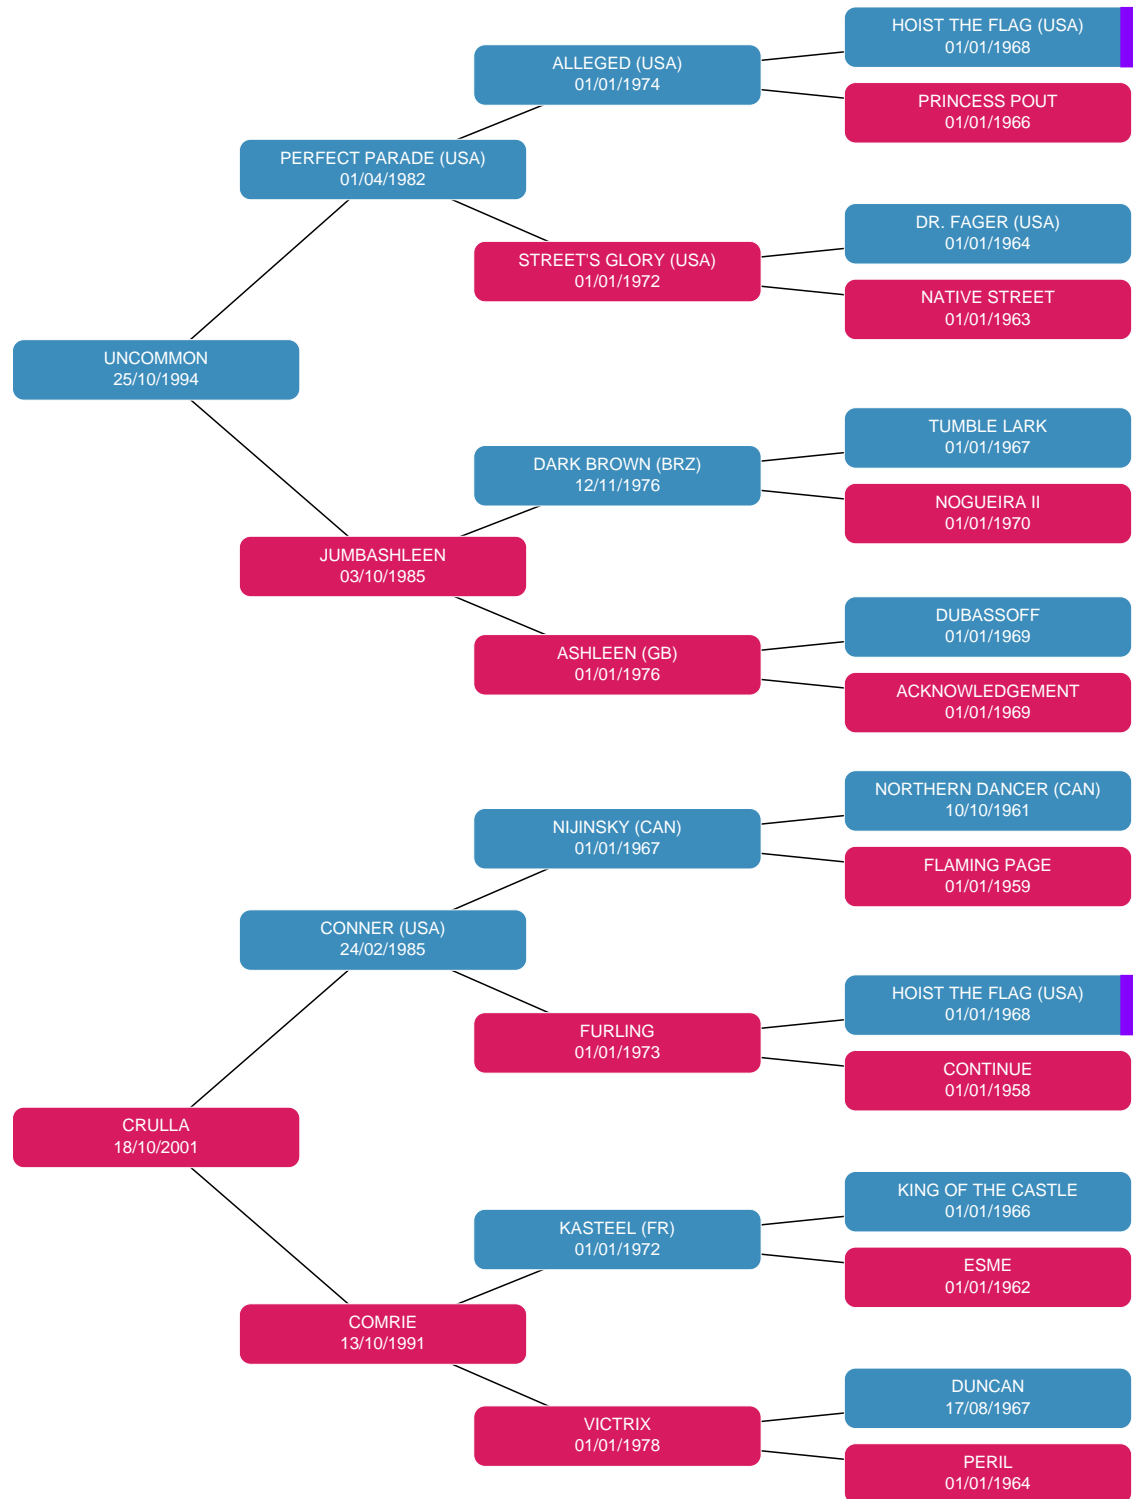 HOIST THE FLAG (USA)
01/01/1968
ALLEGED (USA)
01/01/1974
PRINCESS POUT
01/01/1966
PERFECT PARADE (USA)
01/04/1982
DR. FAGER (USA)
01/01/1964
STREET'S GLORY (USA)
01/01/1972
NATIVE STREET
01/01/1963
UNCOMMON
25/10/1994
TUMBLE LARK
01/01/1967
DARK BROWN (BRZ)
12/11/1976
NOGUEIRA II
01/01/1970
JUMBASHLEEN
03/10/1985
DUBASSOFF
01/01/1969
ASHLEEN (GB)
01/01/1976
ACKNOWLEDGEMENT
01/01/1969
NORTHERN DANCER (CAN)
10/10/1961
NIJINSKY (CAN)
01/01/1967
FLAMING PAGE
01/01/1959
CONNER (USA)
24/02/1985
HOIST THE FLAG (USA)
01/01/1968
FURLING
01/01/1973
CONTINUE
01/01/1958
CRULLA
18/10/2001
KING OF THE CASTLE
01/01/1966
KASTEEL (FR)
01/01/1972
ESME
01/01/1962
COMRIE
13/10/1991
DUNCAN
17/08/1967
VICTRIX
01/01/1978
PERIL
01/01/1964